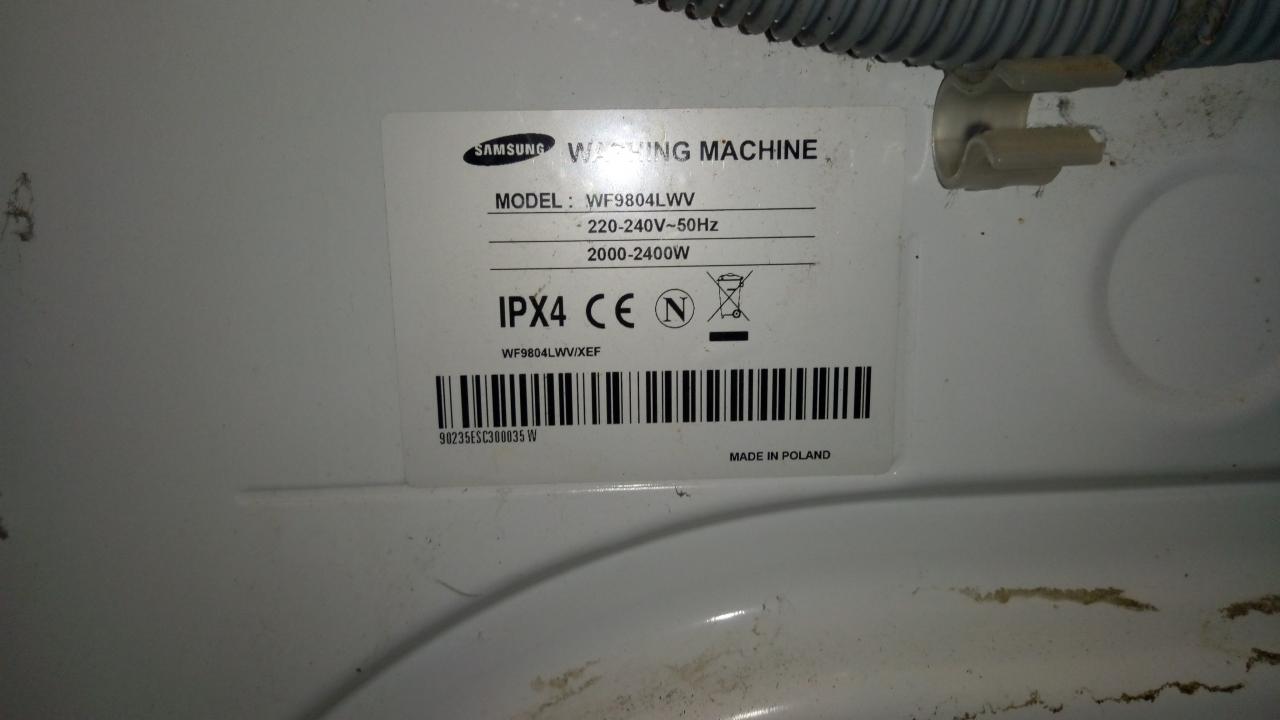 SAMSUNG WASHING MACHINE
MODEL : WF9804LWV
220-240V~50Hz
2000-2400W
IPX4 CE N
WF9804LWV/XEF
90235ESC300035 W
MADE IN POLAND